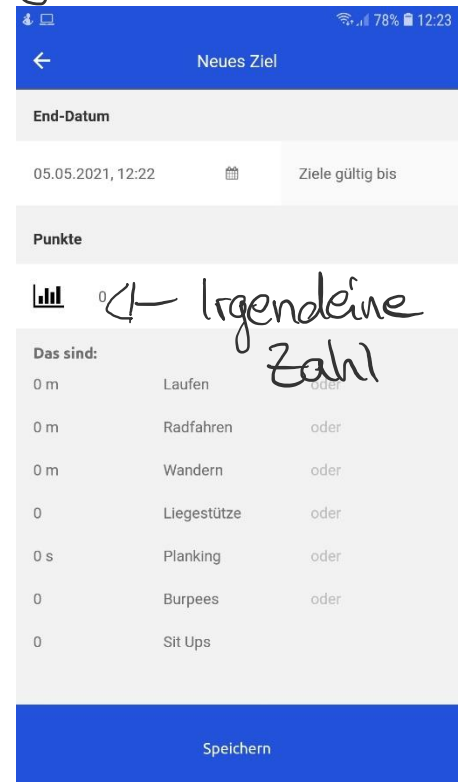 78% 12:23
Neues Ziel
End-Datum
05.05.2021, 12:22 Ziele gültig bis
Punkte
0 Irgendeine
Zahl
Das sind:
0 m Laufen oder
0 m Radfahren oder
0 m Wandern oder
0 Liegestütze oder
0 s Planking oder
0 Burpees oder
0 Sit Ups
Speichern